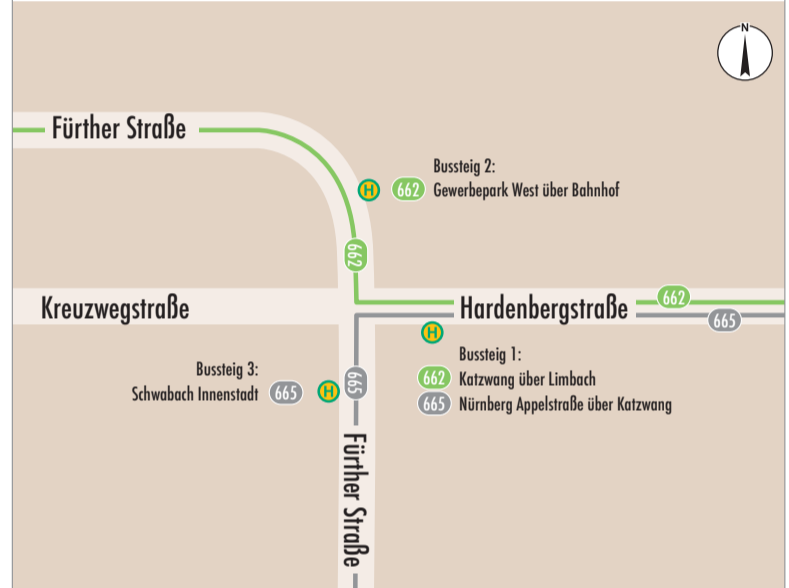 N
Fürther Straße
Bussteig 2:
H 662 Gewerbepark West über Bahnhof
662
Kreuzwegstraße
Hardenbergstraße
662
665
H
Bussteig 1:
662 Katzwang über Limbach
665 Nürnberg Appelstraße über Katzwang
Bussteig 3:
Schwabach Innenstadt 665 H
665
Fürther Straße